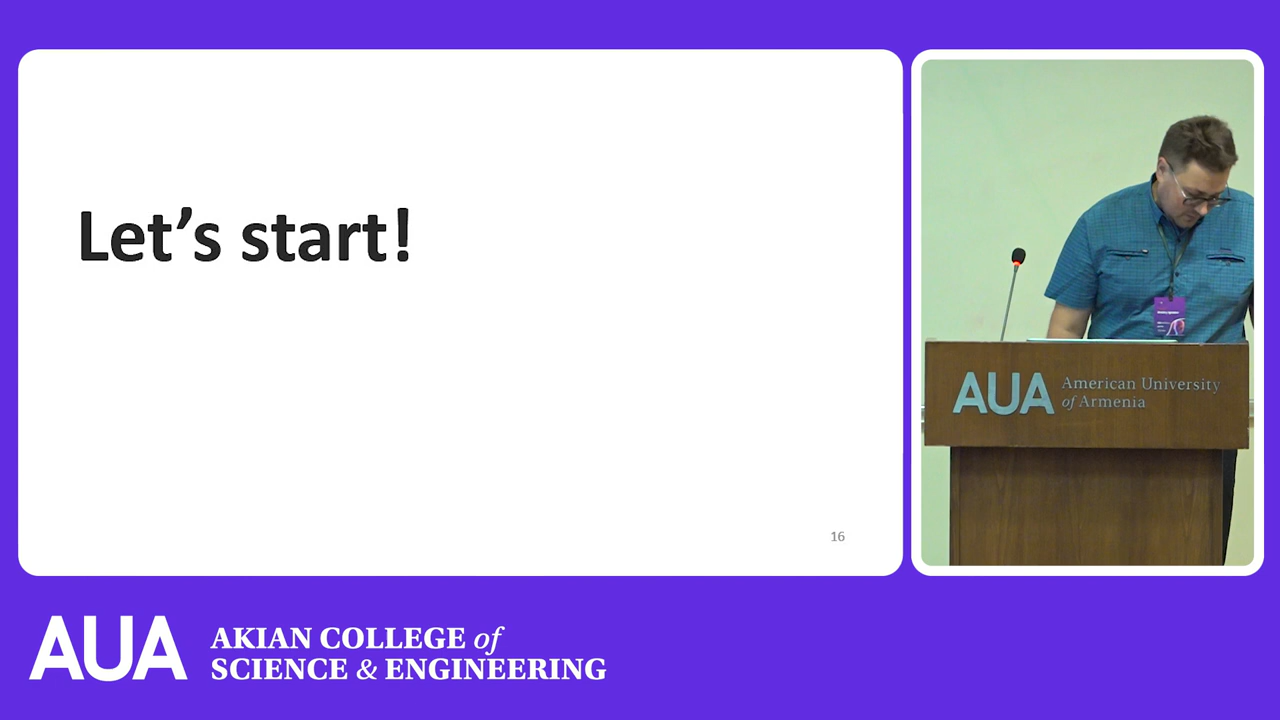 Let’s start!
16
AUA American University
of Armenia
AUA AKIAN COLLEGE of
SCIENCE & ENGINEERING